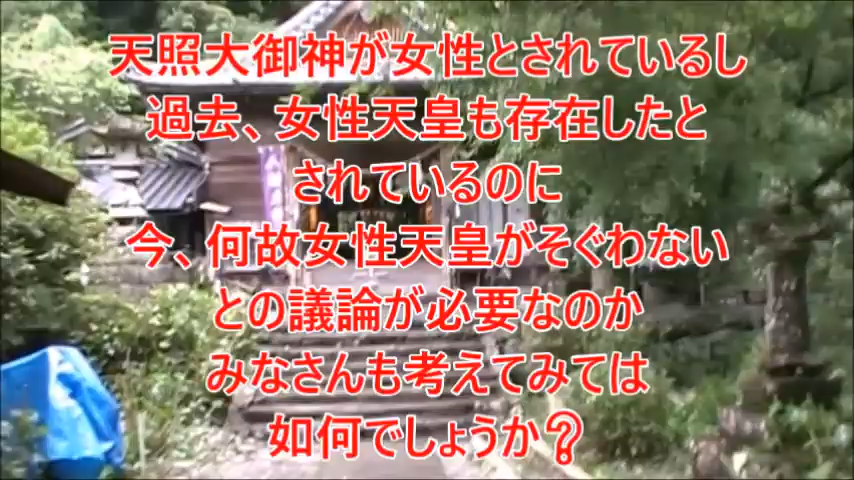 天照大御神が女性とされているし
過去、女性天皇も存在したと
されているのに
今、何故女性天皇がそぐわない
との議論が必要なのか
みなさんも考えてみては
如何でしょうか?